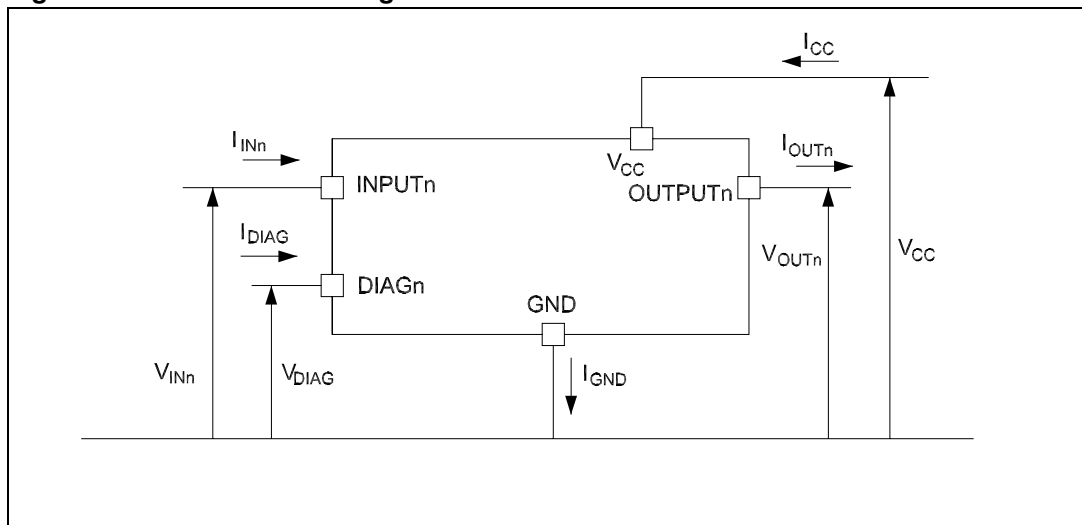 I_CC
I_INn
V_CC
I_OUTn
INPUTn
OUTPUTn
I_DIAG
V_OUTn
V_CC
DIAGn
GND
V_INn
V_DIAG
I_GND